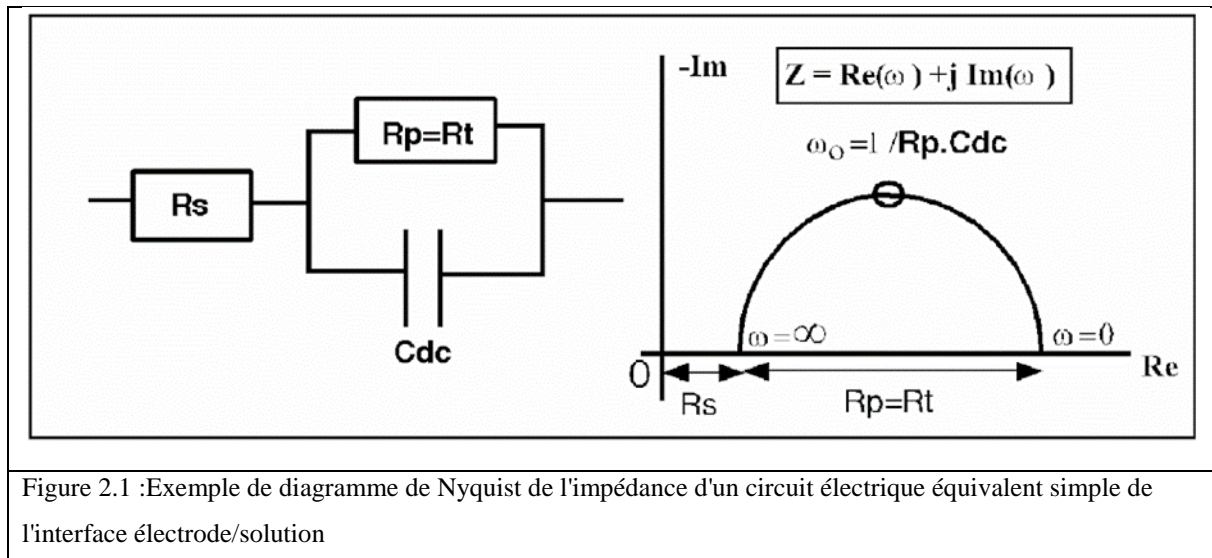 Rp=Rt
Rs
Cdc
-Im
Z = Re(ω) +j Im(ω )
ω₀ =1 /Rp.Cdc
ω=∞
ω=0
O
Re
Rs
Rp=Rt
Figure 2.1 :Exemple de diagramme de Nyquist de l'impédance d'un circuit électrique équivalent simple de
l'interface électrode/solution